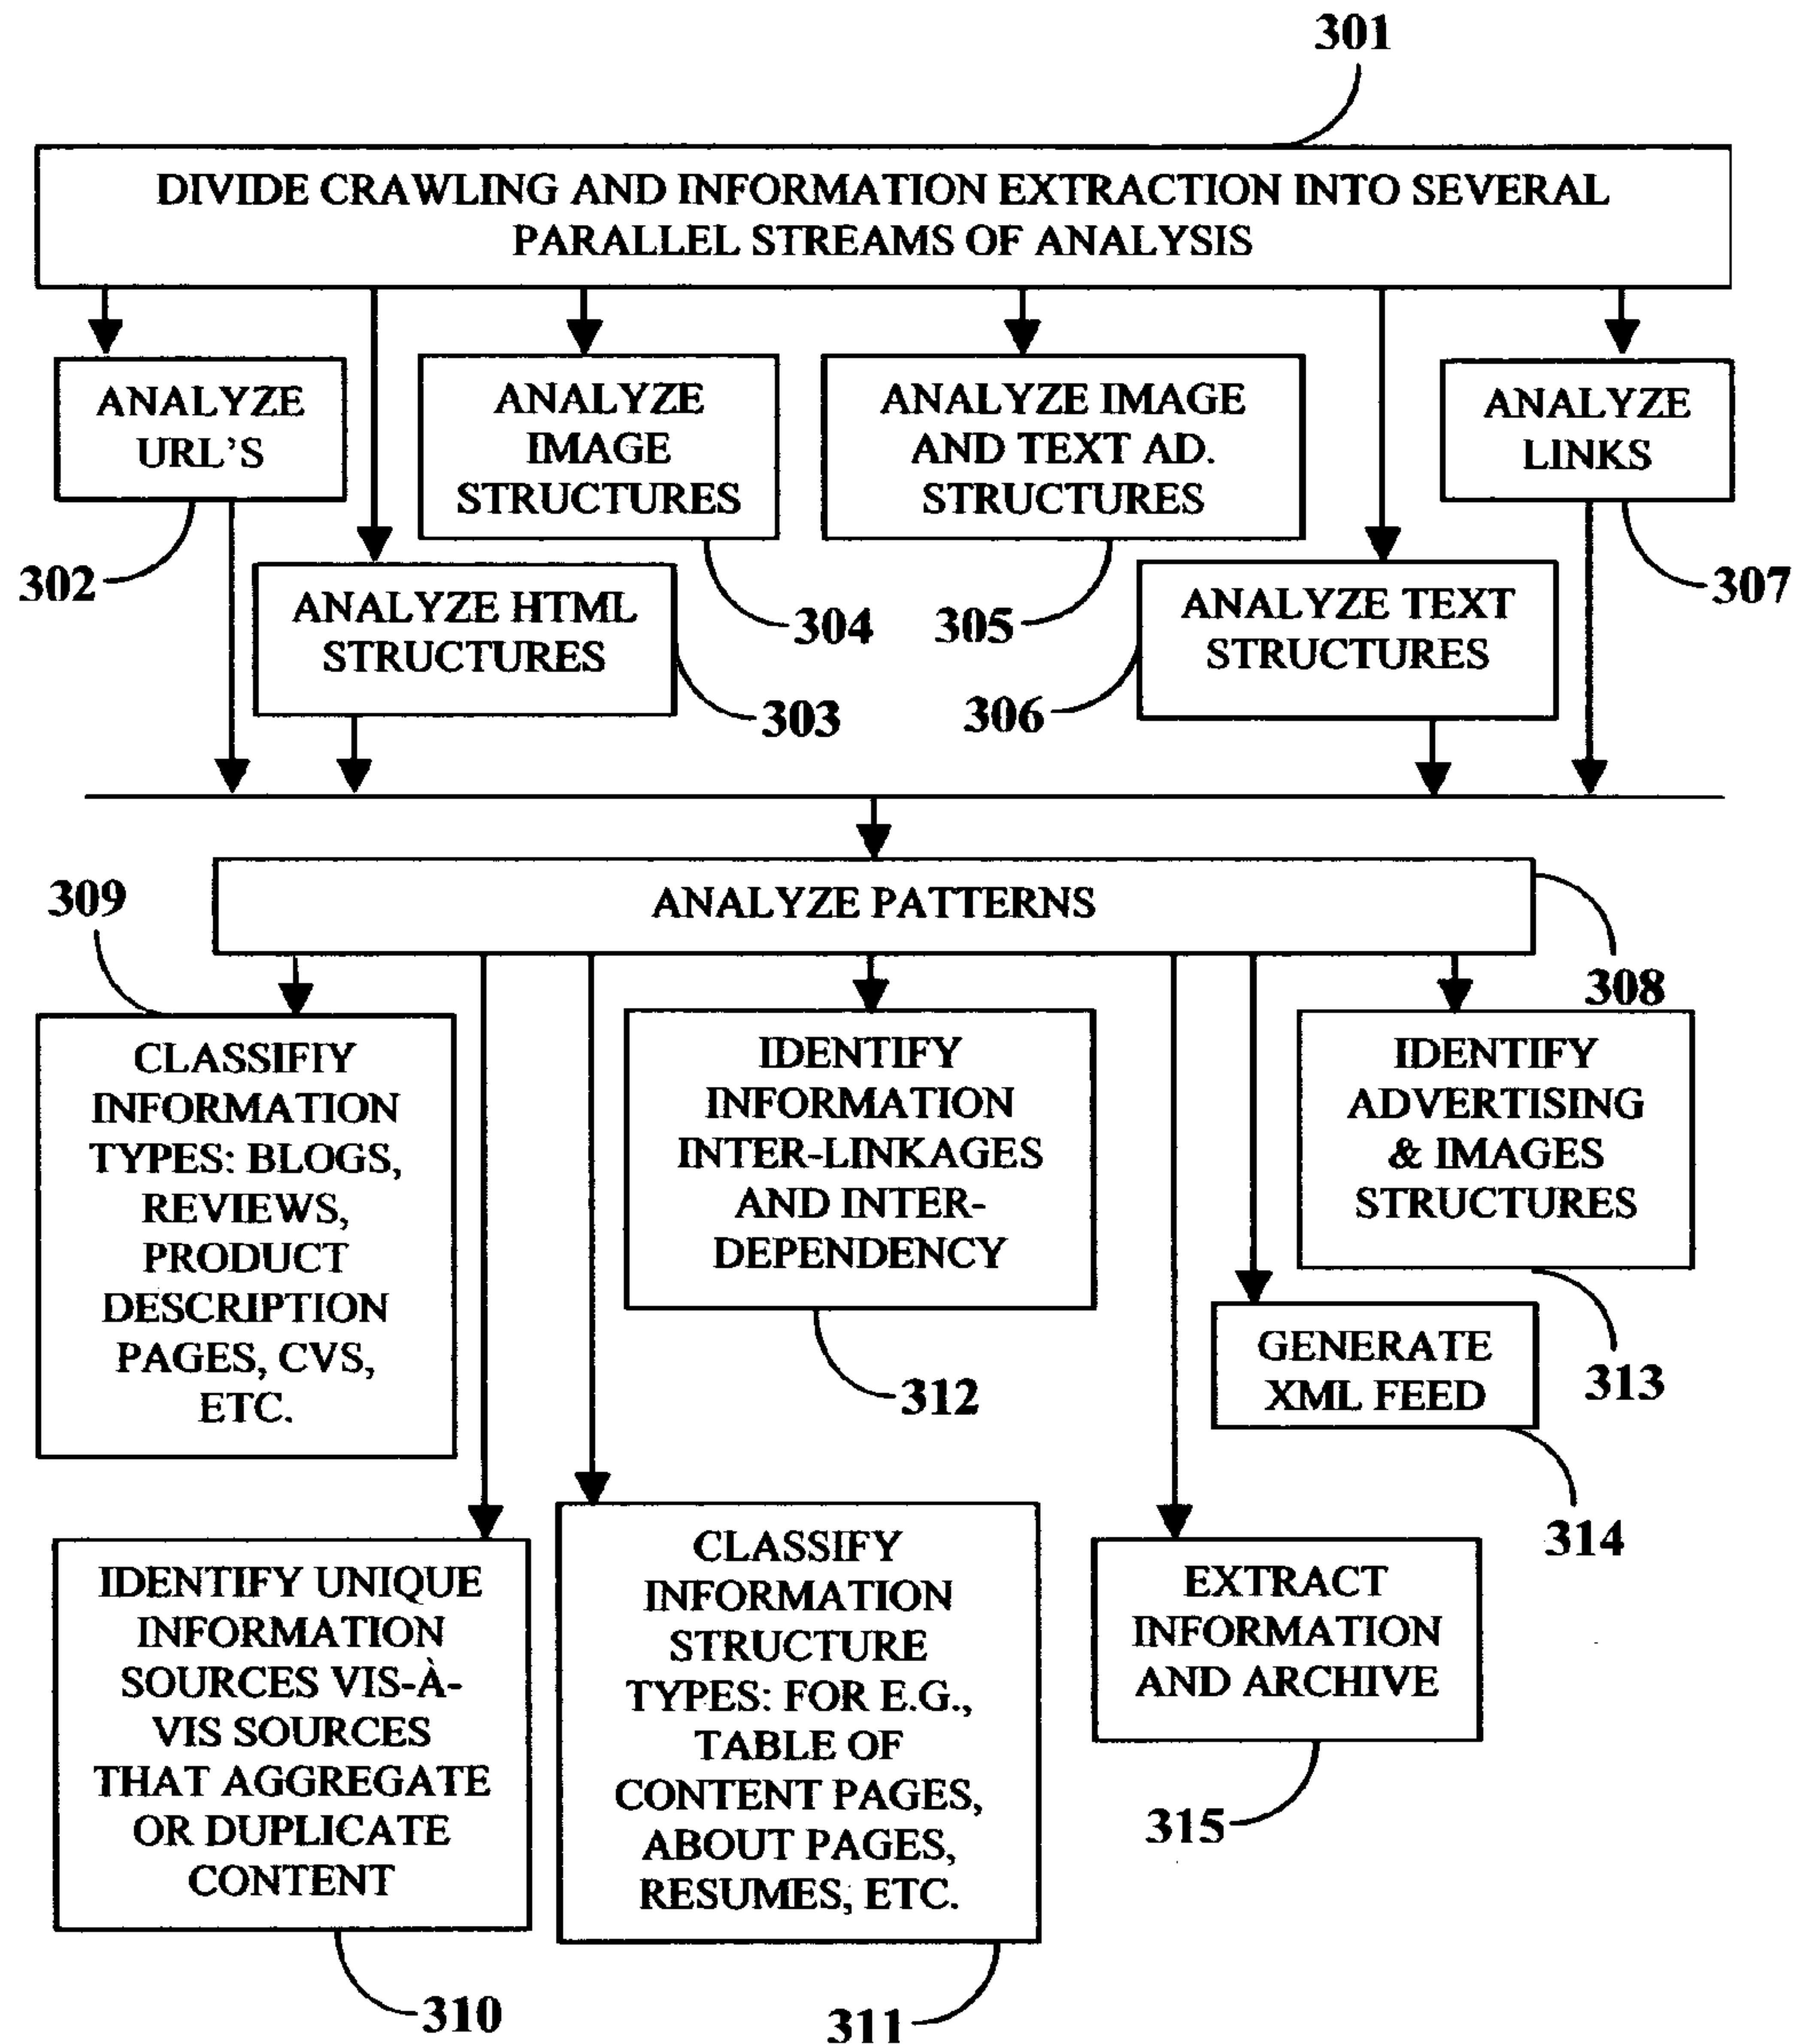 301
DIVIDE CRAWLING AND INFORMATION EXTRACTION INTO SEVERAL
PARALLEL STREAMS OF ANALYSIS
ANALYZE
URL'S
302
ANALYZE HTML
STRUCTURES
303
ANALYZE
IMAGE
STRUCTURES
304
ANALYZE IMAGE
AND TEXT AD.
STRUCTURES
305
ANALYZE TEXT
STRUCTURES
306
ANALYZE
LINKS
307
ANALYZE PATTERNS
308
309
CLASSIFIY
INFORMATION
TYPES: BLOGS,
REVIEWS,
PRODUCT
DESCRIPTION
PAGES, CVS,
ETC.
IDENTIFY
INFORMATION
INTER-LINKAGES
AND INTER-
DEPENDENCY
312
IDENTIFY
ADVERTISING
& IMAGES
STRUCTURES
313
GENERATE
XML FEED
314
IDENTIFY UNIQUE
INFORMATION
SOURCES VIS-À-
VIS SOURCES
THAT AGGREGATE
OR DUPLICATE
CONTENT
310
CLASSIFY
INFORMATION
STRUCTURE
TYPES: FOR E.G.,
TABLE OF
CONTENT PAGES,
ABOUT PAGES,
RESUMES, ETC.
311
EXTRACT
INFORMATION
AND ARCHIVE
315